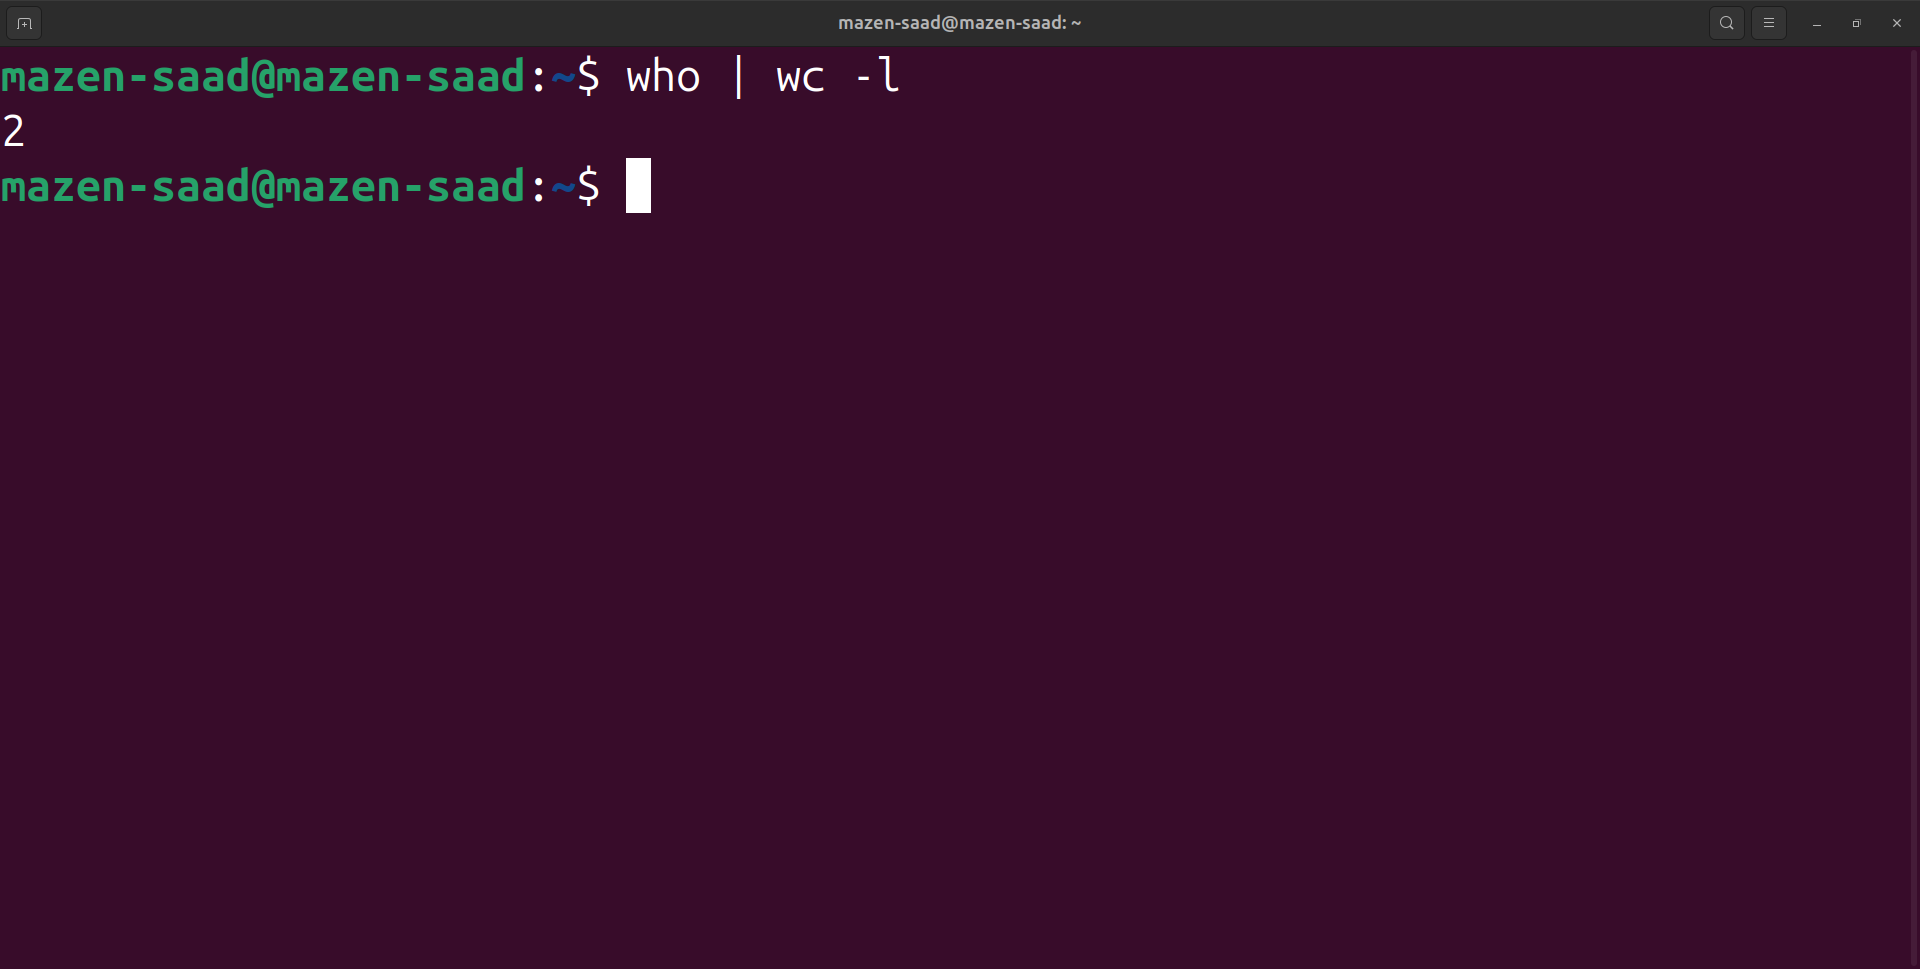 mazen-saad@mazen-saad: ~
mazen-saad@mazen-saad:~$ who | wc -l
2
mazen-saad@mazen-saad:~$